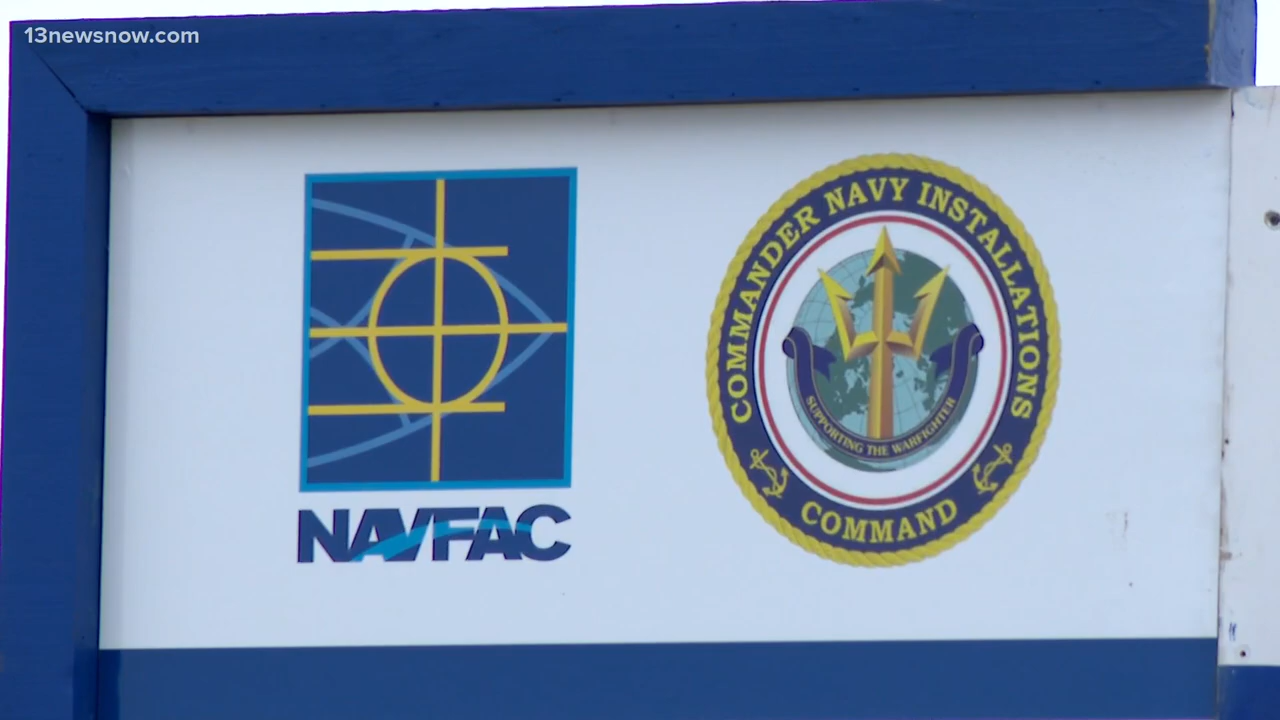 13newsnow.com
NAVFAC
COMMANDER NAVY INSTALLATIONS
SUPPORTING THE WARFIGHTER
COMMAND